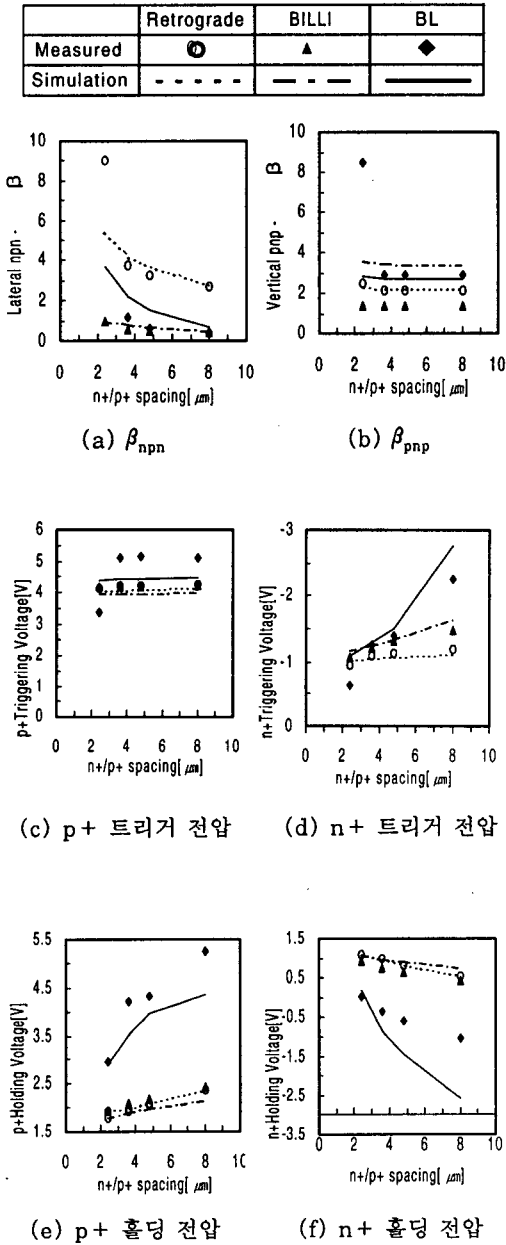 Retrograde BILLI BL
Measured
Simulation
Lateral npn - β
10
8
6
4
2
0
0 2 4 6 8 10
n+/p+ spacing[ μm]
(a) βnpn
Vertical pnp - β
10
8
6
4
2
0
0 2 4 6 8 10
n+/p+ spacing[ μm]
(b) βpnp
p+Triggering Voltage[V]
6
5
4
3
2
1
0
0 2 4 6 8 10
n+/p+ spacing[ μm]
(c) p+ 트리거 전압
n+Triggering Voltage[V]
-3
-2
-1
0
0 2 4 6 8 10
n+/p+ spacing[ μm]
(d) n+ 트리거 전압
p+Holding Voltage[V]
5.5
4.5
3.5
2.5
1.5
0 2 4 6 8 10
n+/p+ spacing[ μm]
(e) p+ 홀딩 전압
n+Holding Voltage[V]
1.5
0.5
-0.5
-1.5
-2.5
-3.5
0 2 4 6 8 10
n+/p+ spacing[ μm]
(f) n+ 홀딩 전압